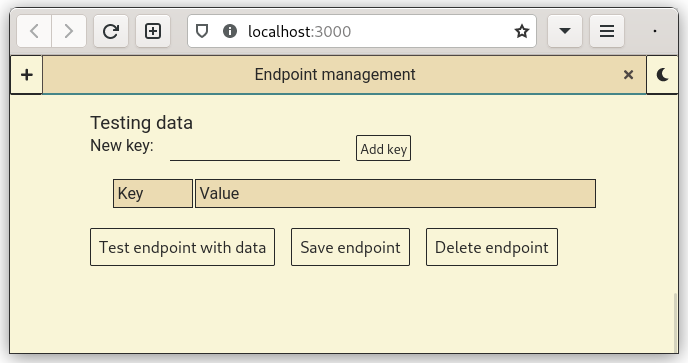 localhost:3000
Endpoint management
Testing data
New key:
Add key
Key Value
Test endpoint with data Save endpoint Delete endpoint